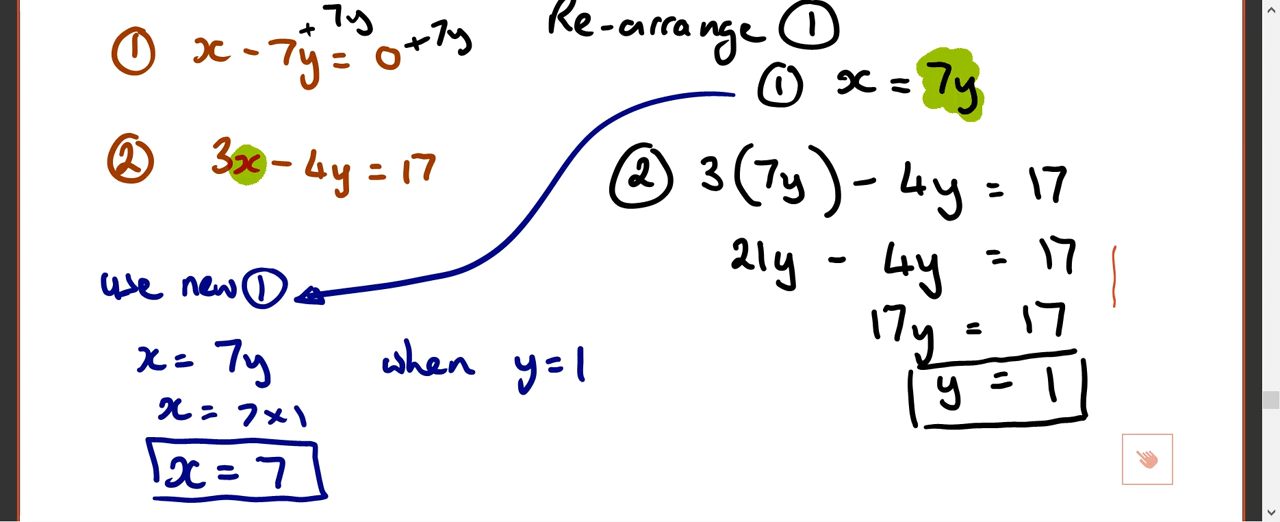 ① x - 7y + 7y = 0 + 7y
② 3x - 4y = 17
Re-arrange ①
① x = 7y
② 3(7y) - 4y = 17
21y - 4y = 17
17y = 17
y = 1
use new ①
x = 7y when y = 1
x = 7 × 1
x = 7